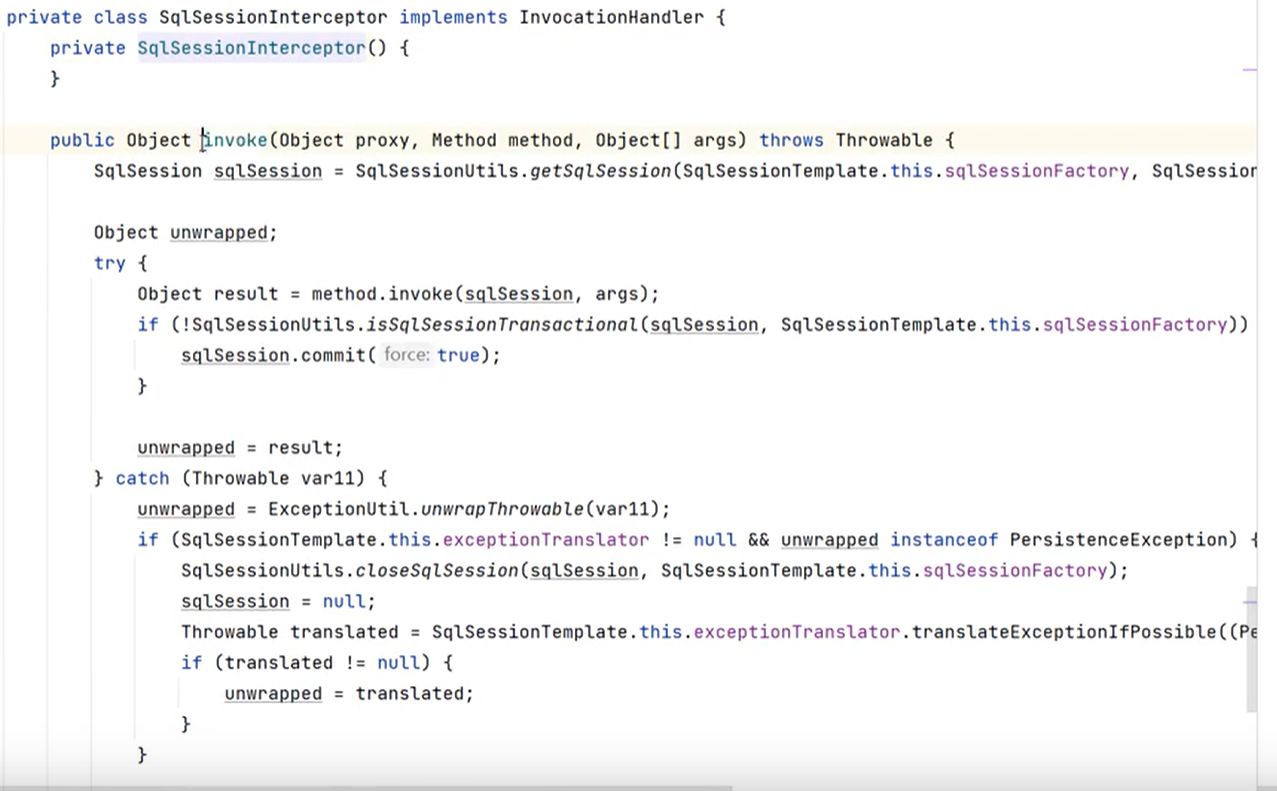 private class SqlSessionInterceptor implements InvocationHandler {
private SqlSessionInterceptor() {
}
public Object invoke(Object proxy, Method method, Object[] args) throws Throwable {
SqlSession sqlSession = SqlSessionUtils.getSqlSession(SqlSessionTemplate.this.sqlSessionFactory, SqlSession
Object unwrapped;
try {
Object result = method.invoke(sqlSession, args);
if (!SqlSessionUtils.isSqlSessionTransactional(sqlSession, SqlSessionTemplate.this.sqlSessionFactory))
sqlSession.commit( force: true);
}
unwrapped = result;
} catch (Throwable var11) {
unwrapped = ExceptionUtil.unwrapThrowable(var11);
if (SqlSessionTemplate.this.exceptionTranslator != null && unwrapped instanceof PersistenceException) {
SqlSessionUtils.closeSqlSession(sqlSession, SqlSessionTemplate.this.sqlSessionFactory);
sqlSession = null;
Throwable translated = SqlSessionTemplate.this.exceptionTranslator.translateExceptionIfPossible((Pe
if (translated != null) {
unwrapped = translated;
}
}